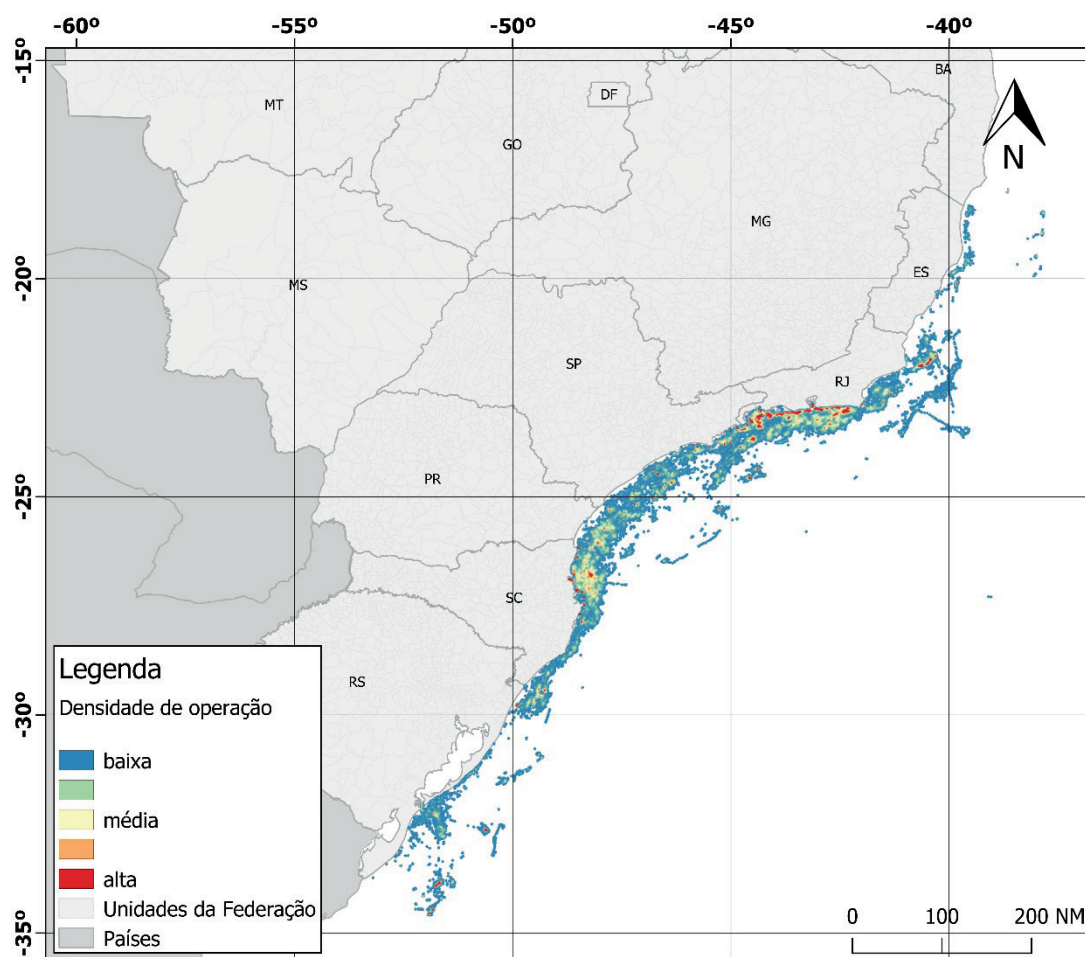 -60º -55º -50º -45º -40º
-15º
BA
MT
DF
GO
N
MG
-20º
ES
MS
SP
RJ
PR
-25º
SC
RS
Legenda
Densidade de operação
baixa
média
alta
Unidades da Federação
Países
-30º
0 100 200 NM
-35º